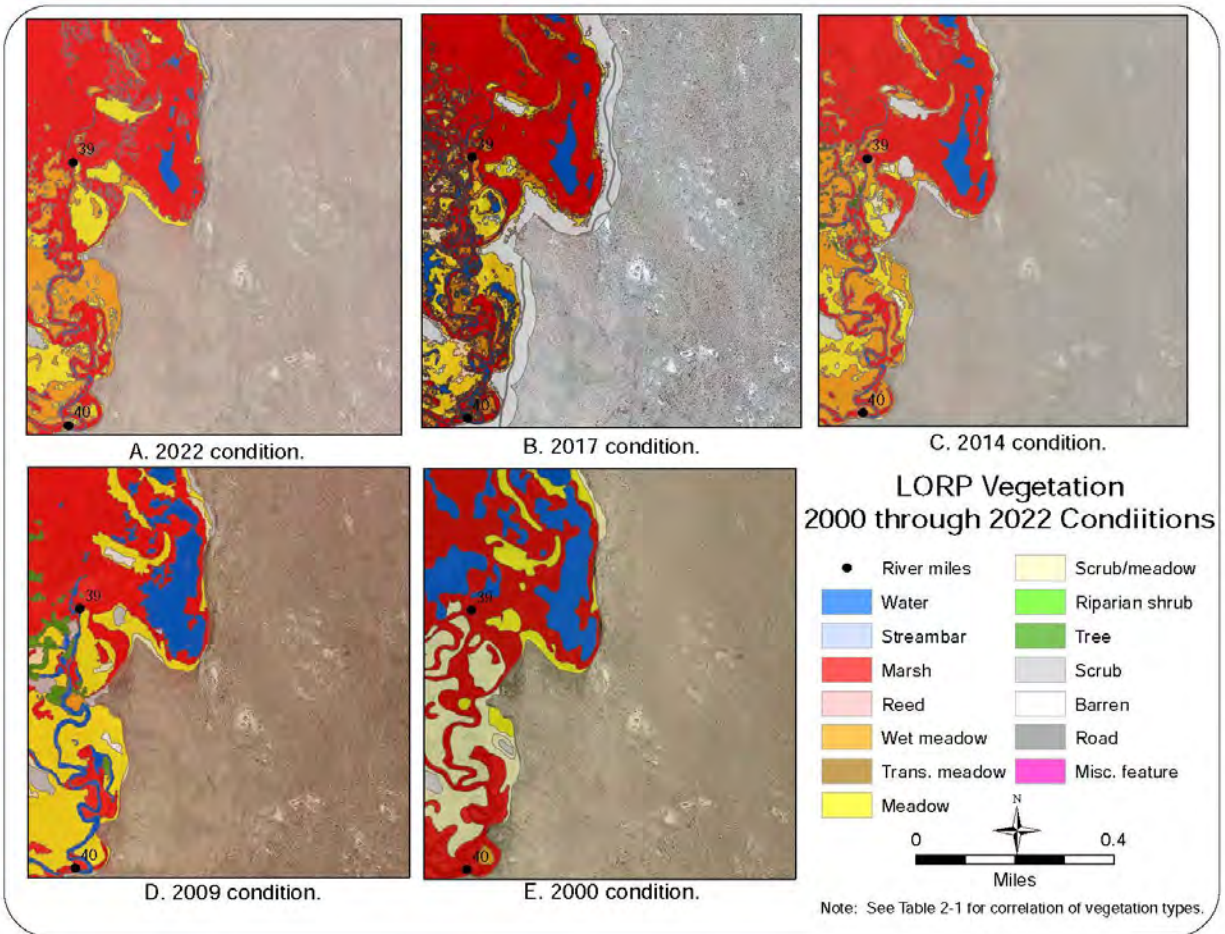 39
40
A. 2022 condition.
39
40
B. 2017 condition.
39
40
C. 2014 condition.
39
40
D. 2009 condition.
39
40
E. 2000 condition.
LORP Vegetation
2000 through 2022 Condiitions
River miles
Water
Streambar
Marsh
Reed
Wet meadow
Trans. meadow
Meadow
Scrub/meadow
Riparian shrub
Tree
Scrub
Barren
Road
Misc. feature
N
0 0.4
Miles
Note: See Table 2-1 for correlation of vegetation types.